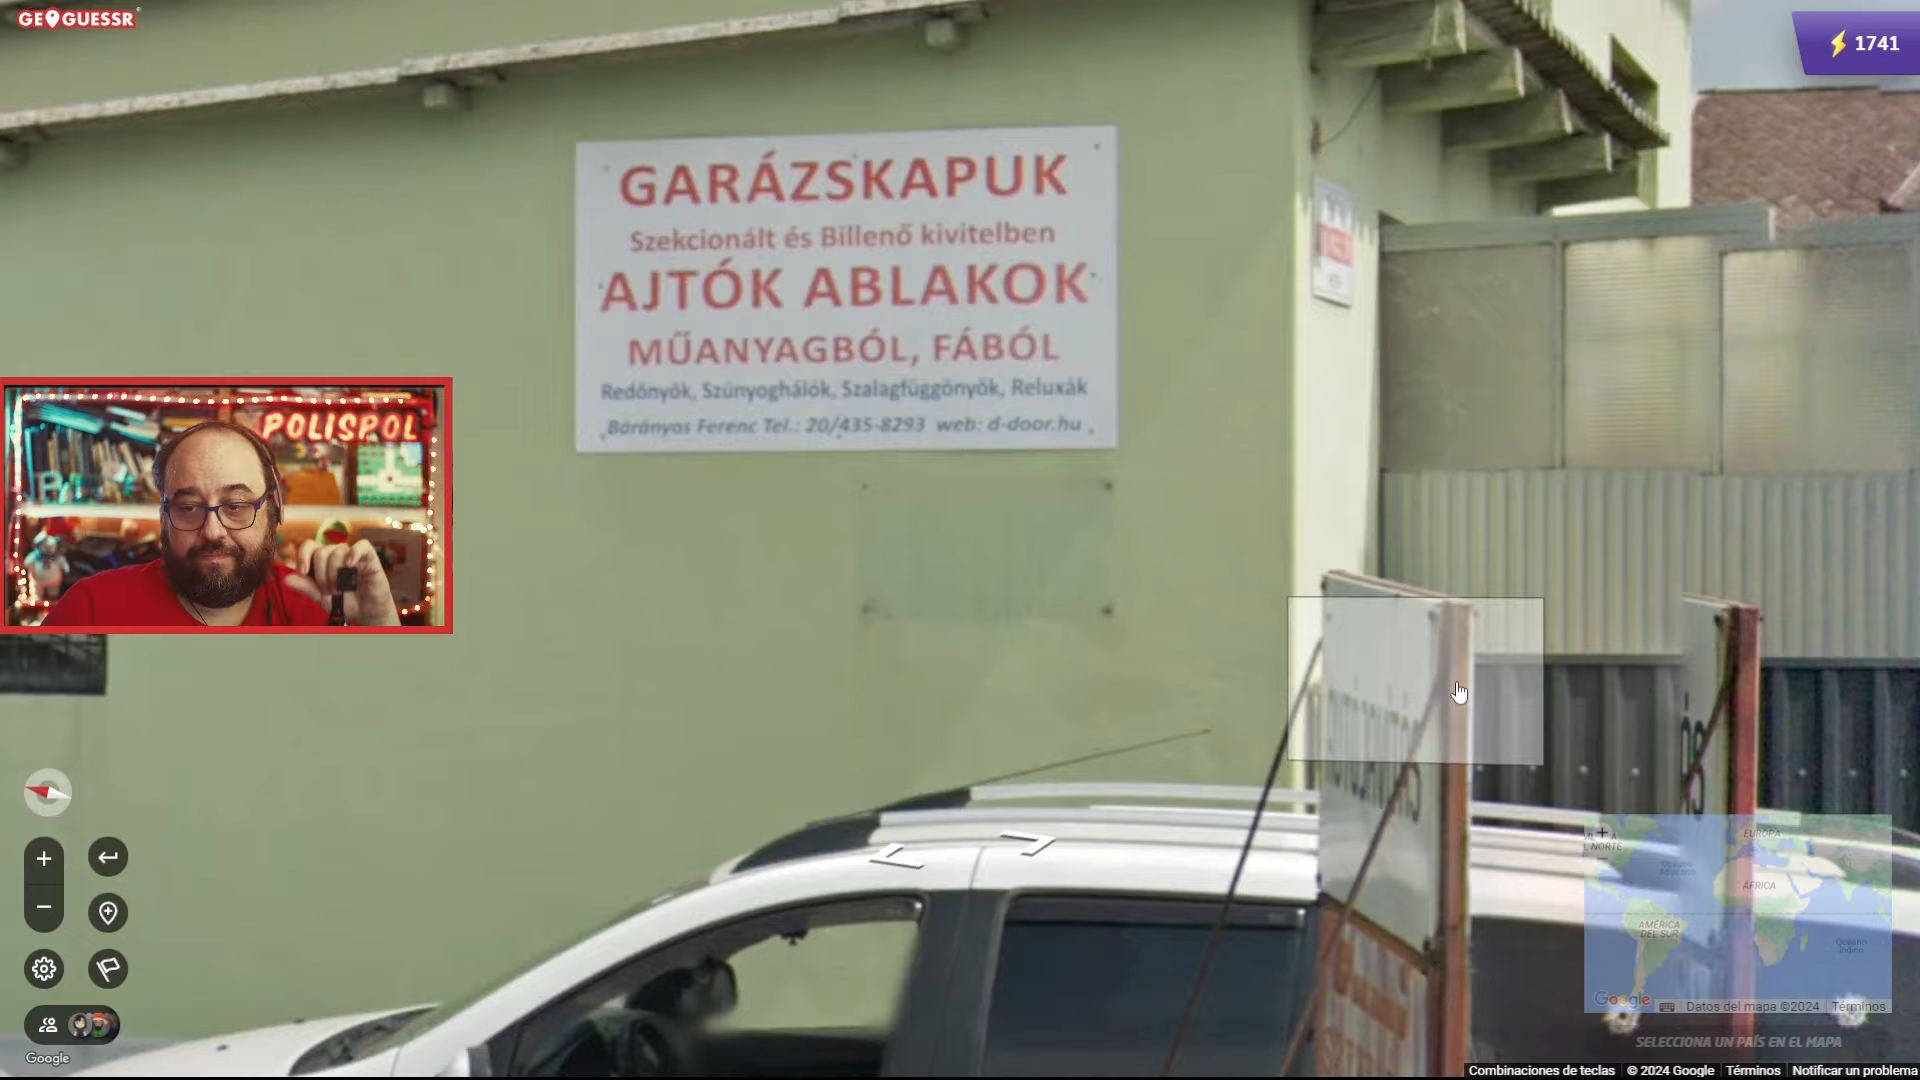 GEOGUESSR
1741
GARÁZSKAPUK
Szekcionált és Billenő kivitelben
AJTÓK ABLAKOK
MŰANYAGBÓL, FÁBÓL
Redőnyök, Szúnyoghálók, Szalagfüggönyök, Reluxák
Bárányos Ferenc Tel.: 20/435-8293 web: d-door.hu
POLISPOL
EUROPA
ÁFRICA
AMÉRICA
DEL SUR
Océano
Índico
Google
Datos del mapa ©2024
Términos
SELECCIONA UN PAÍS EN EL MAPA
Google
Combinaciones de teclas
© 2024 Google
Términos
Notificar un problema